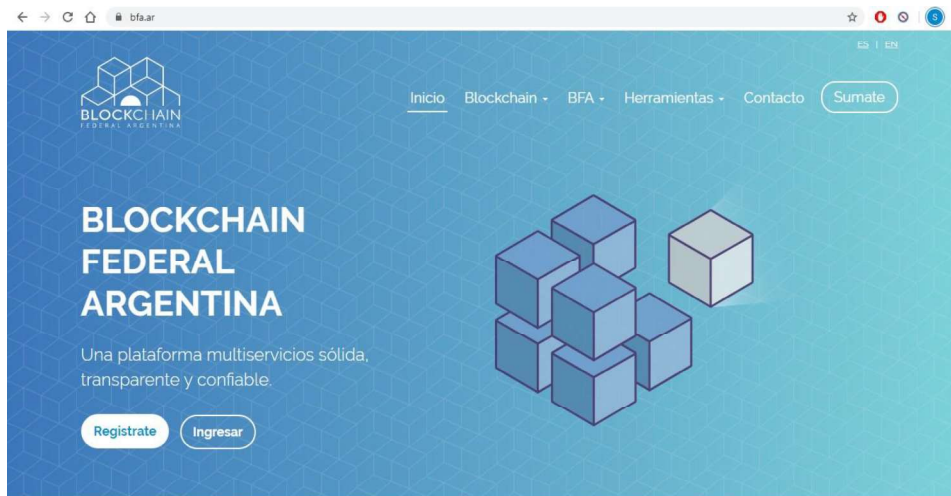 bfa.ar
S
ES | EN
BLOCKCHAIN
FEDERAL ARGENTINA
Inicio Blockchain BFA Herramientas Contacto Sumate
BLOCKCHAIN
FEDERAL
ARGENTINA
Una plataforma multiservicios sólida,
transparente y confiable.
Registrate Ingresar